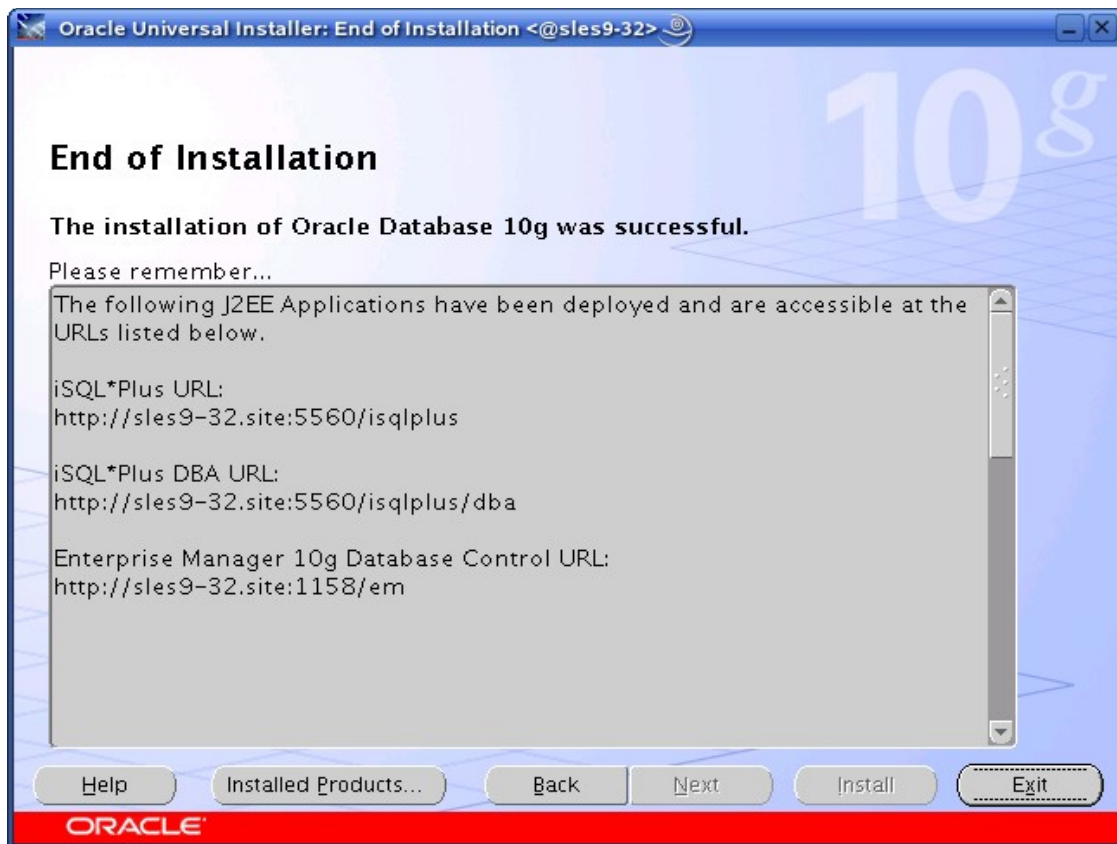 Oracle Universal Installer: End of Installation <@sles9-32>
10g
End of Installation
The installation of Oracle Database 10g was successful.
Please remember...
The following J2EE Applications have been deployed and are accessible at the
URLs listed below.
iSQL*Plus URL:
http://sles9-32.site:5560/isqlplus
iSQL*Plus DBA URL:
http://sles9-32.site:5560/isqlplus/dba
Enterprise Manager 10g Database Control URL:
http://sles9-32.site:1158/em
Help Installed Products... Back Next Install Exit
ORACLE